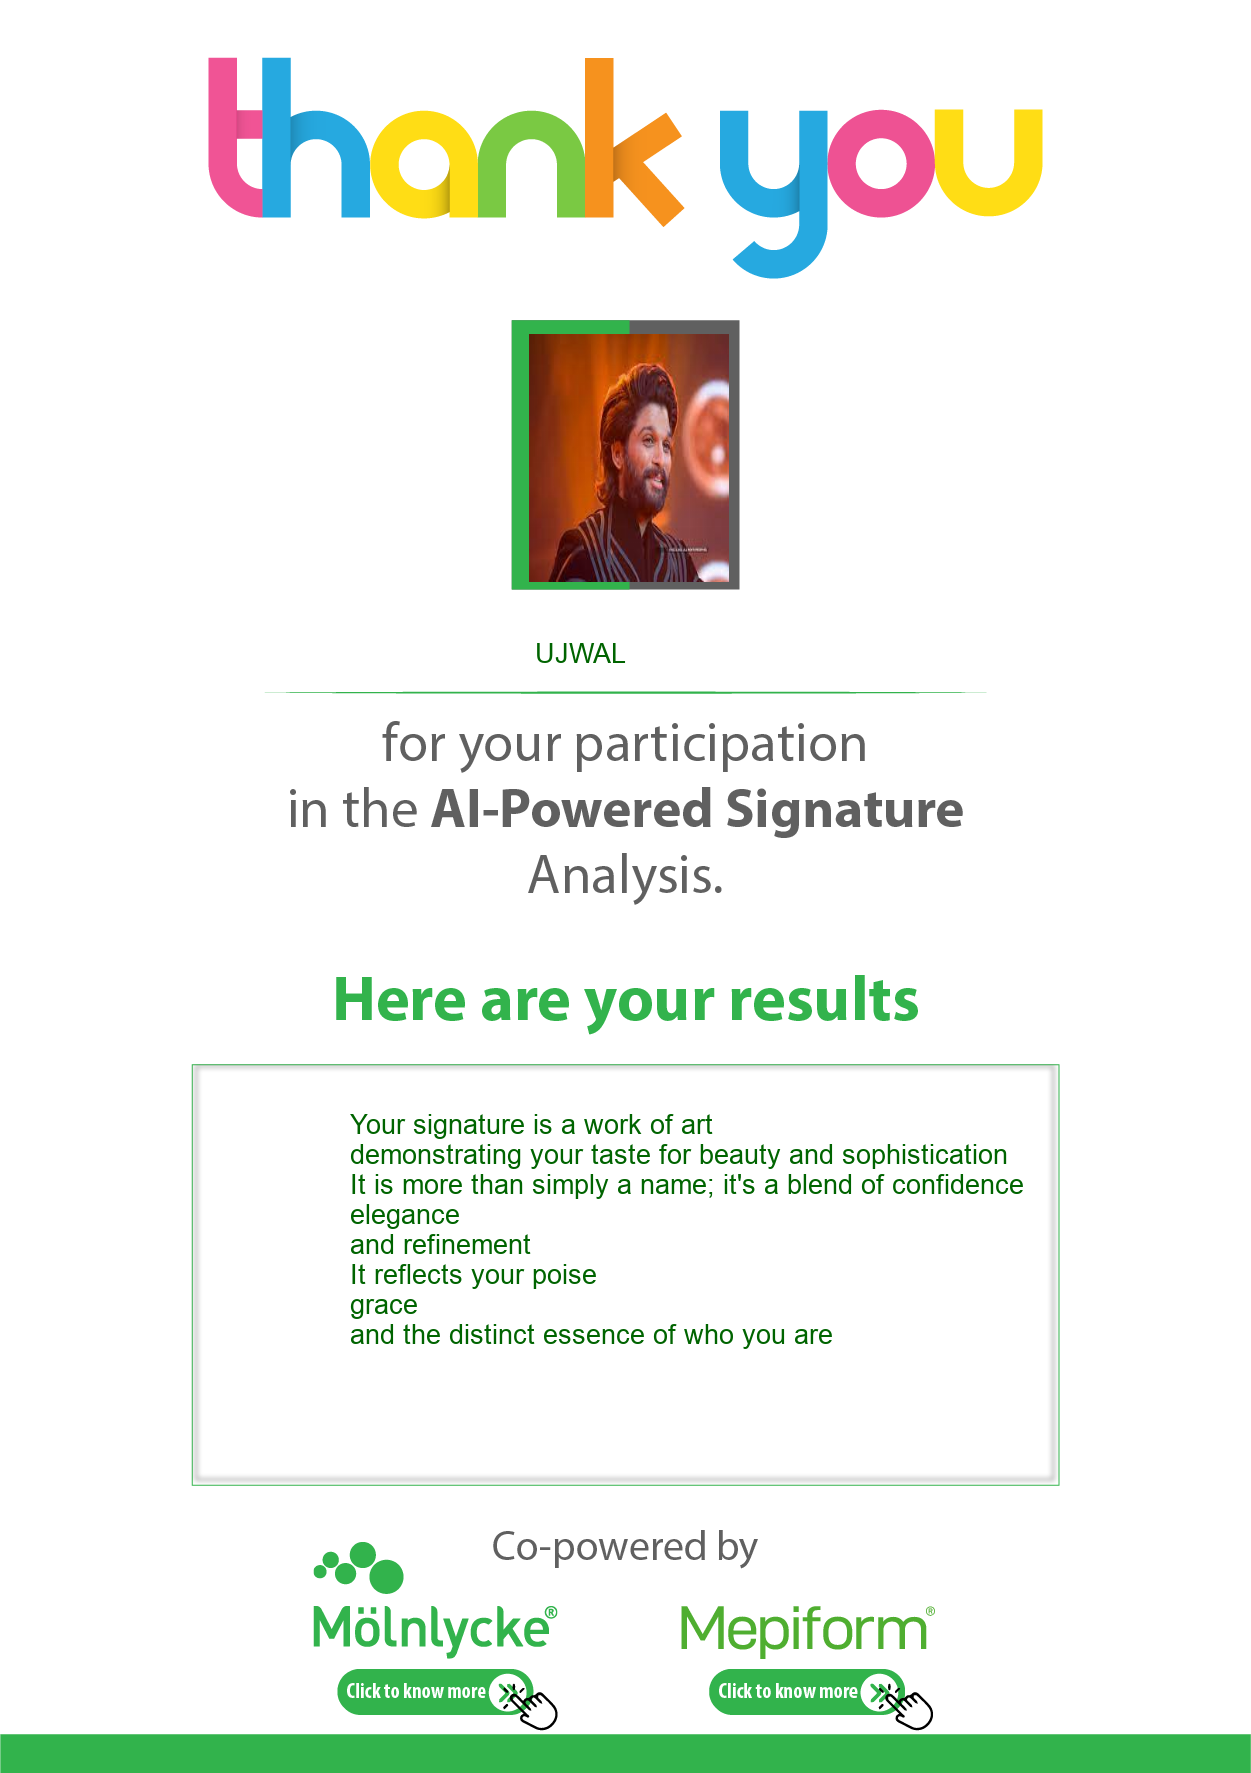 thank you
UJWAL
for your participation
in the AI-Powered Signature
Analysis.
Here are your results
Your signature is a work of art
demonstrating your taste for beauty and sophistication
It is more than simply a name; it's a blend of confidence
elegance
and refinement
It reflects your poise
grace
and the distinct essence of who you are
Co-powered by
Mölnlycke®
Mepiform®
Click to know more
Click to know more